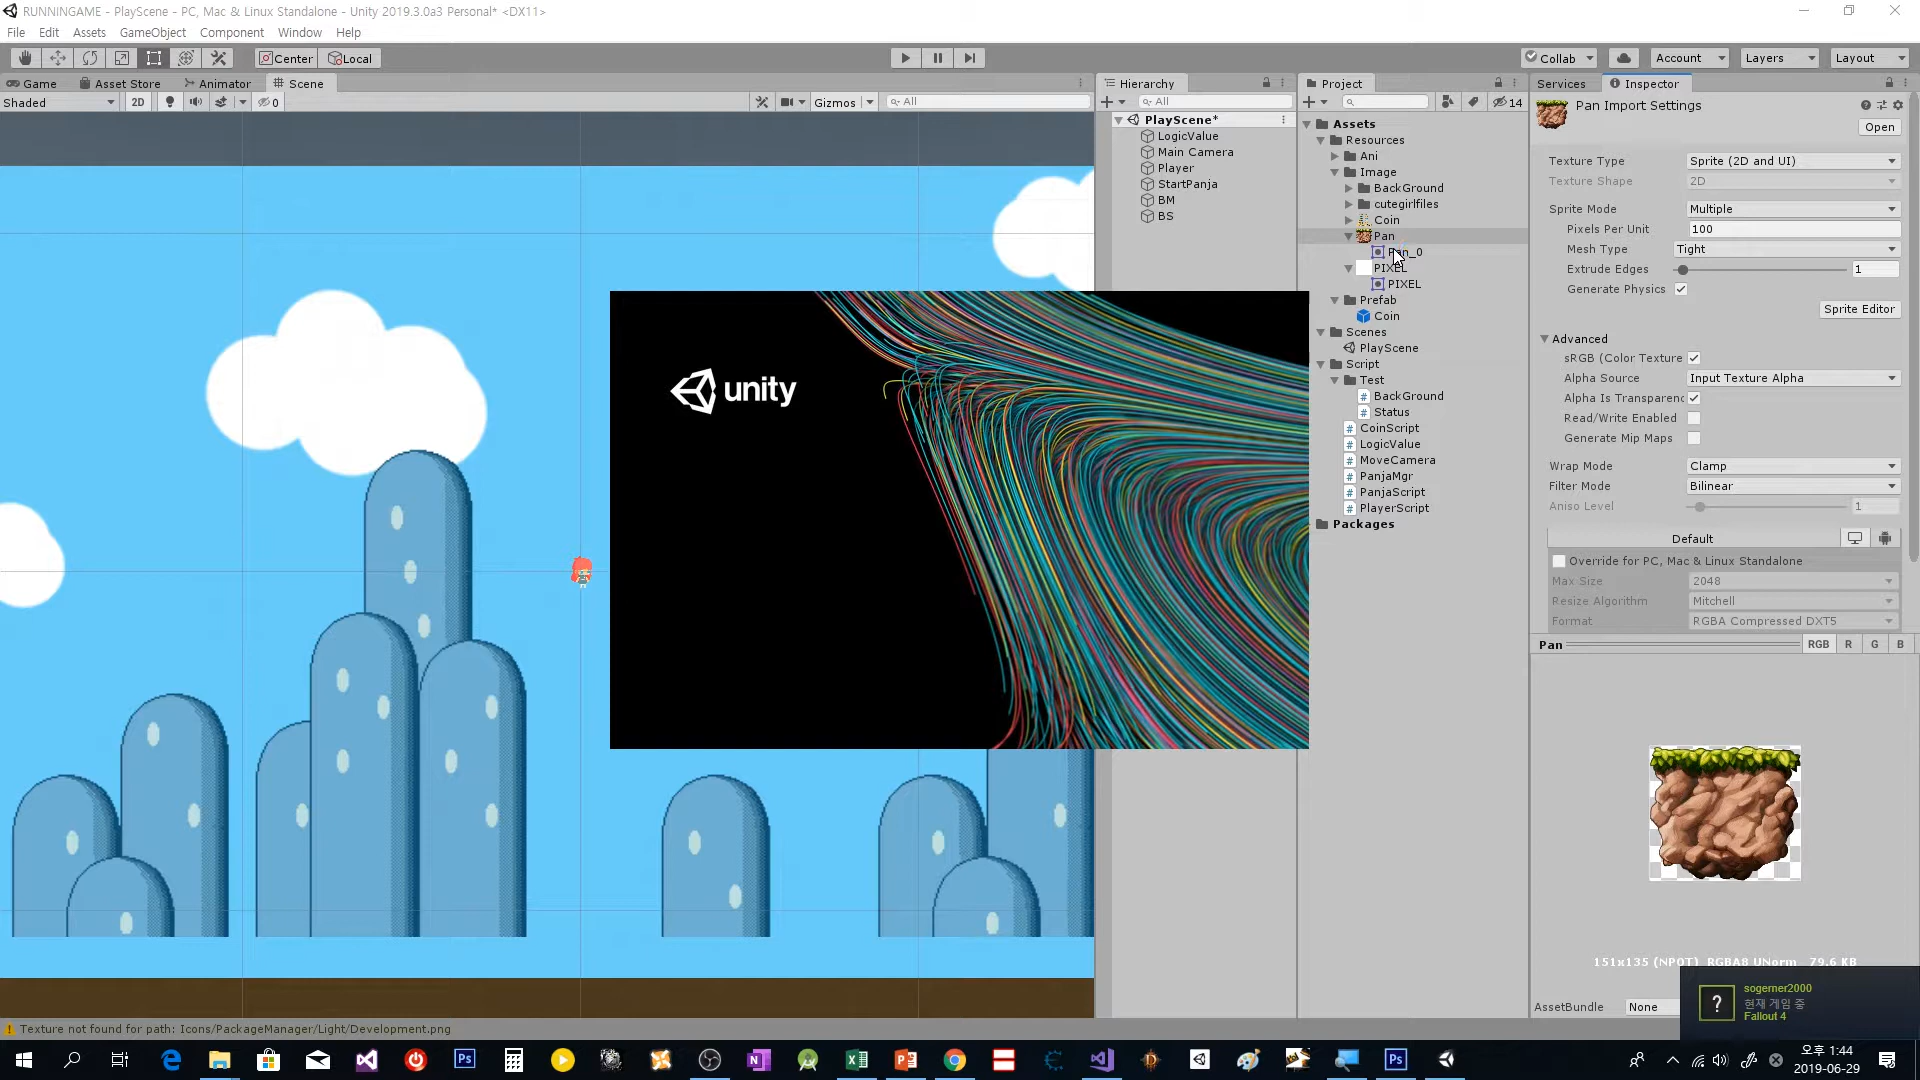 RUNNINGAME - PlayScene - PC, Mac & Linux Standalone - Unity 2019.3.0a3 Personal* <DX11>
File Edit Assets GameObject Component Window Help
Center Local Collab Account Layers Layout
Game Asset Store Animator Scene
Shaded 2D 0 Gizmos All
Hierarchy
All
PlayScene*
LogicValue
Main Camera
Player
StartPanja
BM
BS
Project
14
Assets
Resources
Ani
Image
BackGround
cutegirlfiles
Coin
Pan
Pan_0
PIXEL
PIXEL
Prefab
Coin
Scenes
PlayScene
Script
Test
BackGround
Status
CoinScript
LogicValue
MoveCamera
PanjaMgr
PanjaScript
PlayerScript
Packages
unity
Services Inspector
Pan Import Settings
Open
Texture Type Sprite (2D and UI)
Texture Shape 2D
Sprite Mode Multiple
Pixels Per Unit 100
Mesh Type Tight
Extrude Edges 1
Generate Physics
Sprite Editor
Advanced
sRGB (Color Texture
Alpha Source Input Texture Alpha
Alpha Is Transparenc
Read/Write Enabled
Generate Mip Maps
Wrap Mode Clamp
Filter Mode Bilinear
Aniso Level 1
Default
Override for PC, Mac & Linux Standalone
Max Size 2048
Resize Algorithm Mitchell
Format RGBA Compressed DXT5
Pan RGB R G B
151x135 (NPOT) RGBA8 UNorm 79.6 KB
AssetBundle None
sogemer2000
현재 게임 중
Fallout 4
Texture not found for path: Icons/PackageManager/Light/Development.png
오후 1:44
2019-06-29